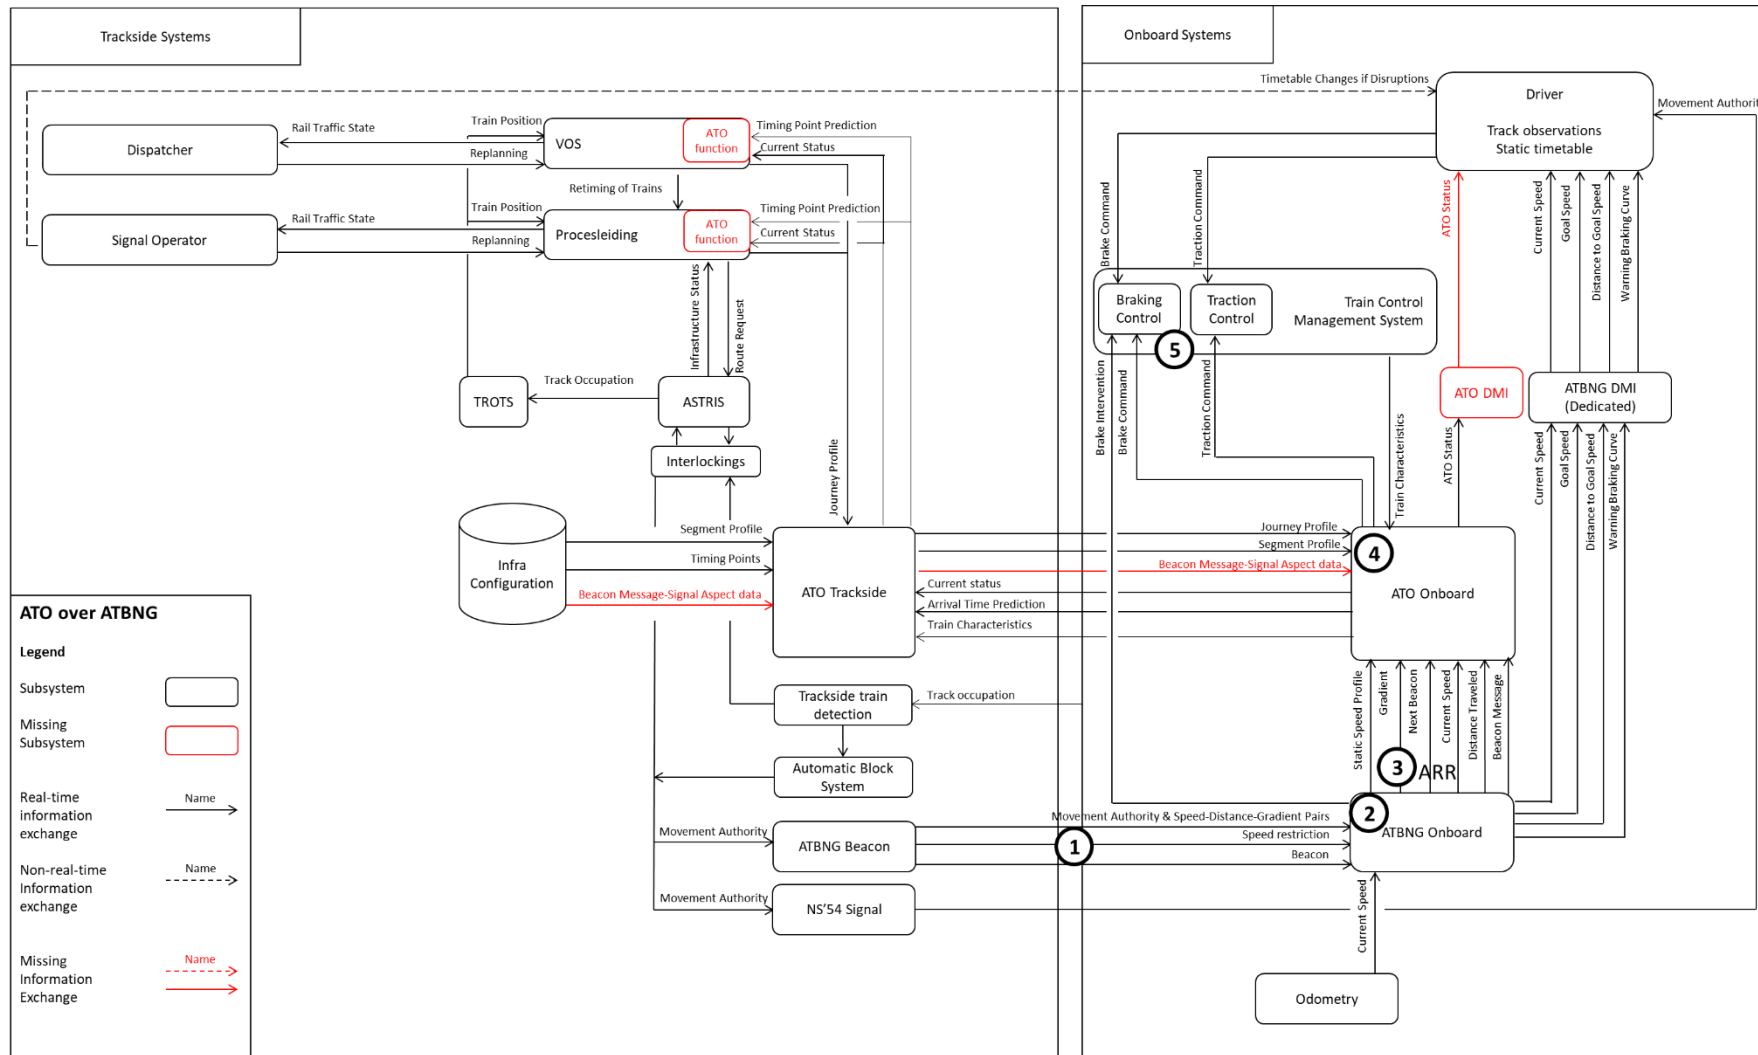 Trackside Systems
Onboard Systems
Timetable Changes if Disruptions
Driver
Track observations
Static timetable
Movement Authority
Dispatcher
Rail Traffic State
Train Position
Replanning
VOS
ATO
function
Timing Point Prediction
Current Status
Retiming of Trains
Signal Operator
Rail Traffic State
Train Position
Replanning
Procesleiding
ATO
function
Timing Point Prediction
Current Status
Brake Command
Traction Command
ATO Status
Current Speed
Goal Speed
Distance to Goal Speed
Warning Braking Curve
Infrastructure Status
Route Request
Braking
Control
Traction
Control
Train Control
Management System
5
TROTS
Track Occupation
ASTRIS
Interlockings
Brake Intervention
Brake Command
Traction Command
Train Characteristics
ATO DMI
ATO Status
ATBNG DMI
(Dedicated)
Current Speed
Goal Speed
Distance to Goal Speed
Warning Braking Curve
Journey Profile
Infra
Configuration
Segment Profile
Timing Points
Beacon Message-Signal Aspect data
ATO Trackside
Journey Profile
Segment Profile
Beacon Message-Signal Aspect data
Current status
Arrival Time Prediction
Train Characteristics
4
ATO Onboard
Static Speed Profile
Gradient
Next Beacon
Current Speed
Distance Traveled
Beacon Message
3
ARR
Trackside train
detection
Track occupation
Automatic Block
System
Movement Authority
ATBNG Beacon
Movement Authority & Speed-Distance-Gradient Pairs
Speed restriction
Beacon
1
2
ATBNG Onboard
Movement Authority
NS'54 Signal
Current Speed
Odometry
ATO over ATBNG
Legend
Subsystem
Missing
Subsystem
Real-time
information
exchange
Name
Non-real-time
Information
exchange
Name
Missing
Information
Exchange
Name